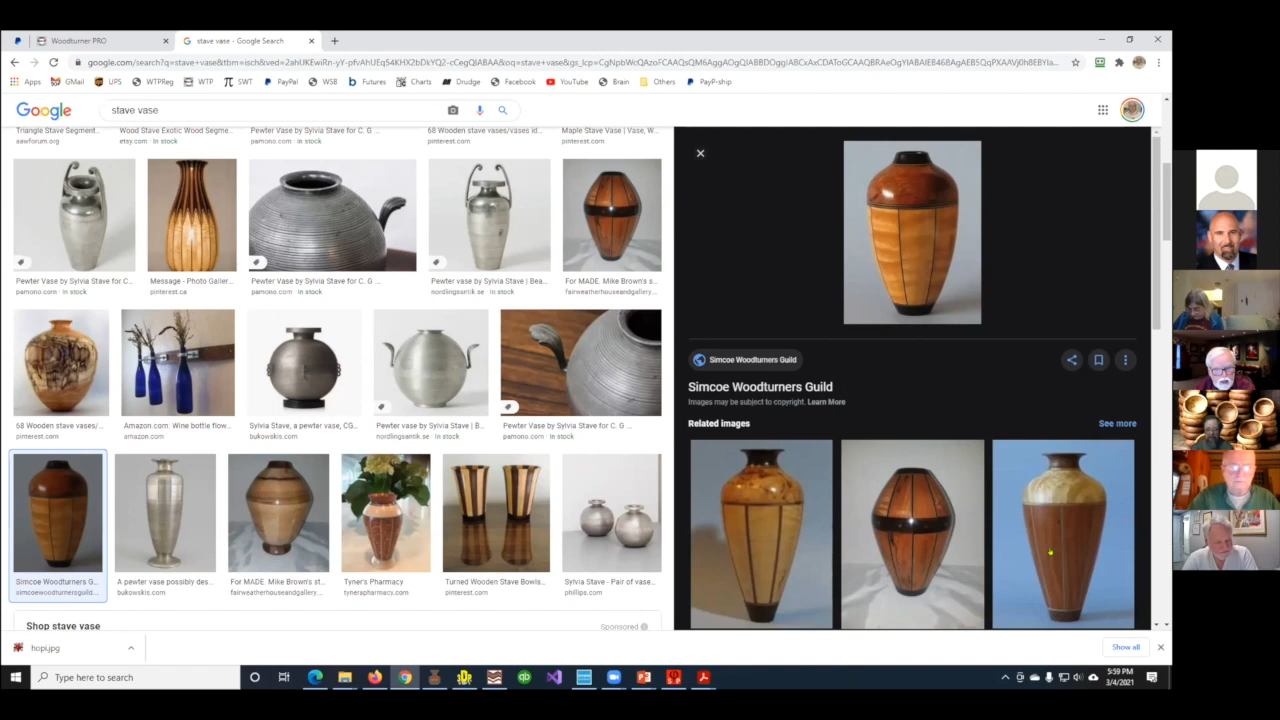 Woodturner PRO
stave vase - Google Search
stave vase
Apps
GMail
UPS
WTPReg
WTP
SWT
PayPal
WSB
Futures
Charts
Drudge
Facebook
YouTube
Brain
Others
PayP-ship
Google
stave vase
Triangle Stave Segment...
aawforum.org
Wood Stave Exotic Wood Segme...
etsy.com · In stock
Pewter Vase by Sylvia Stave for C. G ...
pamono.com · In stock
68 Wooden stave vases/vases id...
pinterest.com
Maple Stave Vase | Vase, W...
pinterest.com
Pewter Vase by Sylvia Stave for C...
pamono.com · In stock
Message - Photo Galler...
pinterest.ca
Pewter Vase by Sylvia Stave for C. G ...
pamono.com · In stock
Pewter Vase by Sylvia Stave | Bea...
nordlingsantik.se · In stock
For MADE. Mike Brown's s...
fairweatherhouseandgallery...
68 Wooden stave vases/...
pinterest.com
Amazon.com: Wine bottle flow...
amazon.com
Sylvia Stave, a pewter vase, CG...
bukowskis.com
Pewter vase by Sylvia Stave | B...
nordlingsantik.se · In stock
Pewter Vase by Sylvia Stave for C. G ...
pamono.com · In stock
Simcoe Woodturners G...
simcoewoodturnersguild...
A pewter vase possibly des...
bukowskis.com
For MADE. Mike Brown's st...
fairweatherhouseandgallery...
Tyner's Pharmacy
tynerspharmacy.com
Turned Wooden Stave Bowls...
pinterest.com
Sylvia Stave - Pair of vase...
phillips.com
Shop stave vase
Sponsored
Simcoe Woodturners Guild
Simcoe Woodturners Guild
Images may be subject to copyright. Learn More
Related images
See more
hopi.jpg
Show all
Type here to search
5:59 PM
3/4/2021